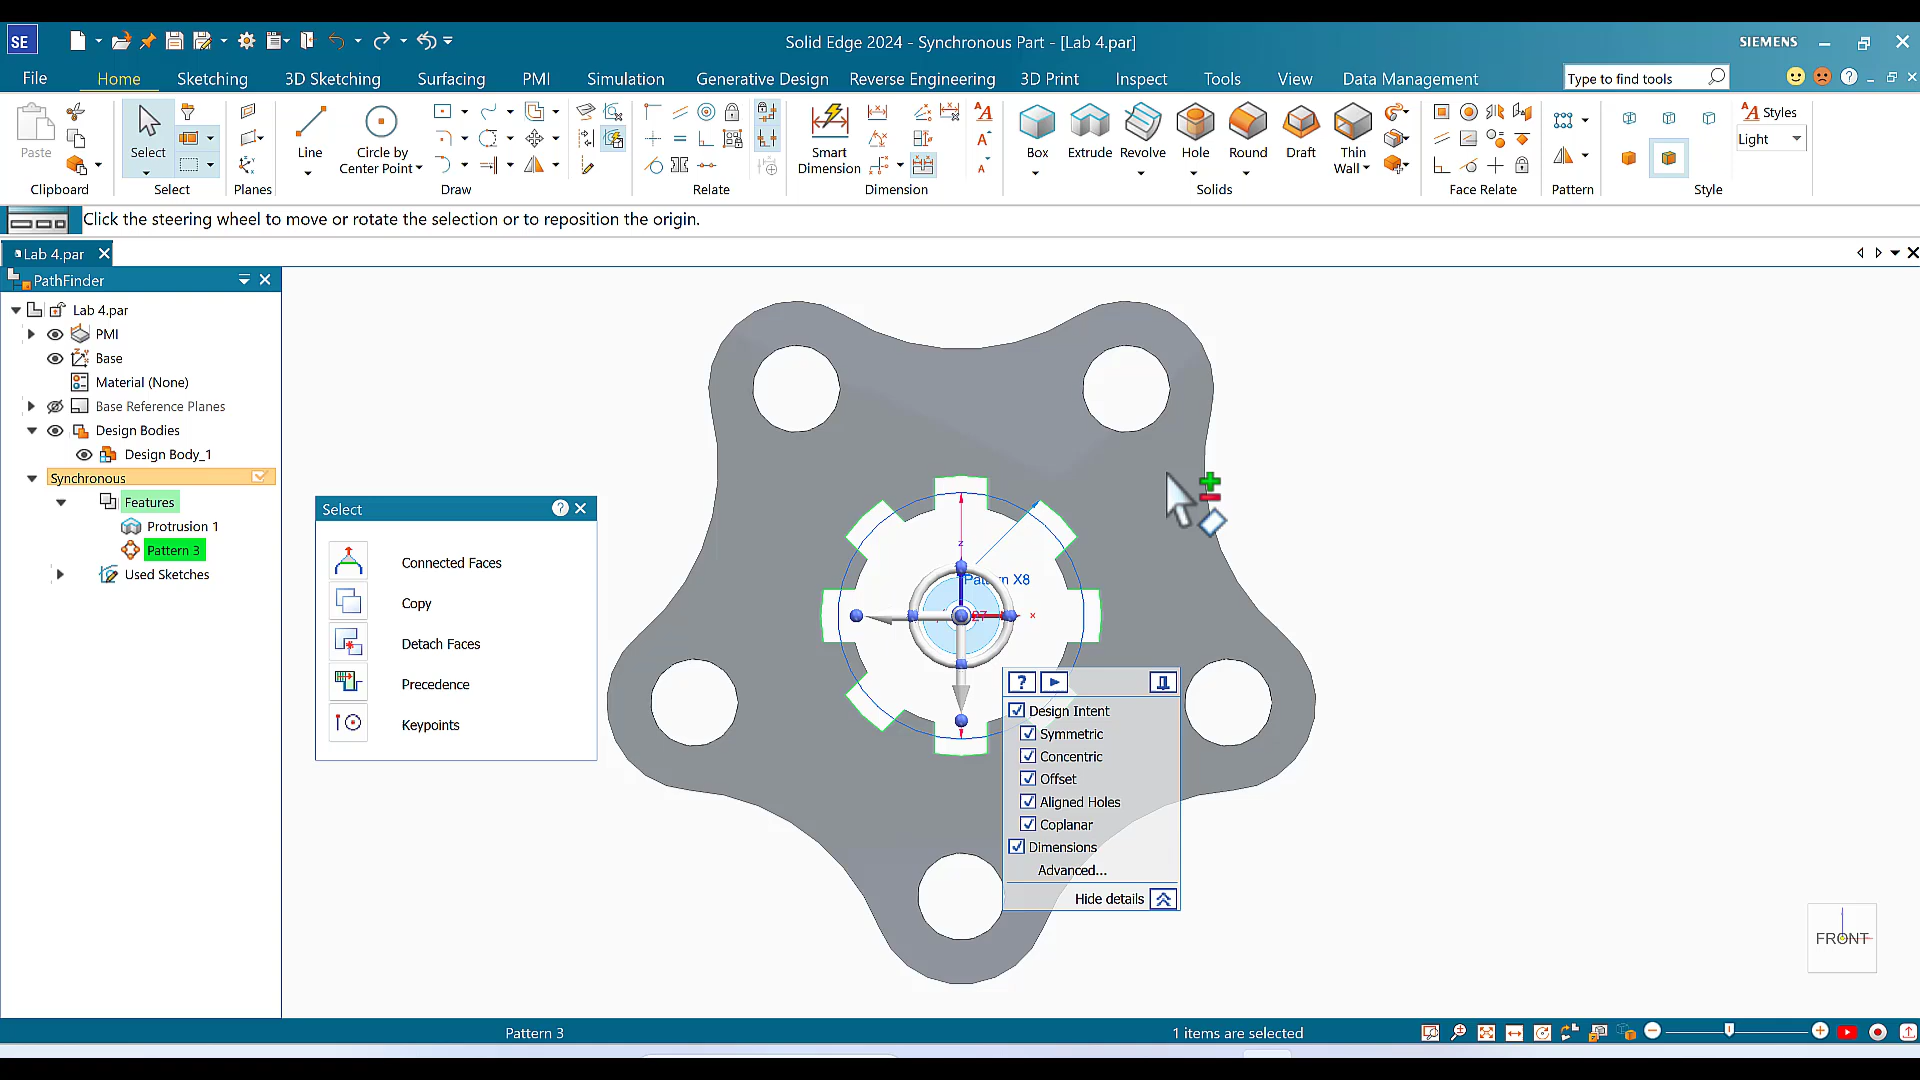 SE
Solid Edge 2024 - Synchronous Part - [Lab 4.par]
SIEMENS
File
Home
Sketching
3D Sketching
Surfacing
PMI
Simulation
Generative Design
Reverse Engineering
3D Print
Inspect
Tools
View
Data Management
Type to find tools
Paste
Clipboard
Select
Select
Planes
Line
Circle by
Center Point
Draw
Relate
Smart
Dimension
Dimension
Box
Extrude
Revolve
Hole
Round
Draft
Thin
Wall
Solids
Face Relate
Pattern
Styles
Light
Style
Click the steering wheel to move or rotate the selection or to reposition the origin.
Lab 4.par
PathFinder
Lab 4.par
PMI
Base
Material (None)
Base Reference Planes
Design Bodies
Design Body_1
Synchronous
Features
Protrusion 1
Pattern 3
Used Sketches
Select
Connected Faces
Copy
Detach Faces
Precedence
Keypoints
z
Pattern X8
x
Design Intent
Symmetric
Concentric
Offset
Aligned Holes
Coplanar
Dimensions
Advanced...
Hide details
FRONT
Pattern 3
1 items are selected